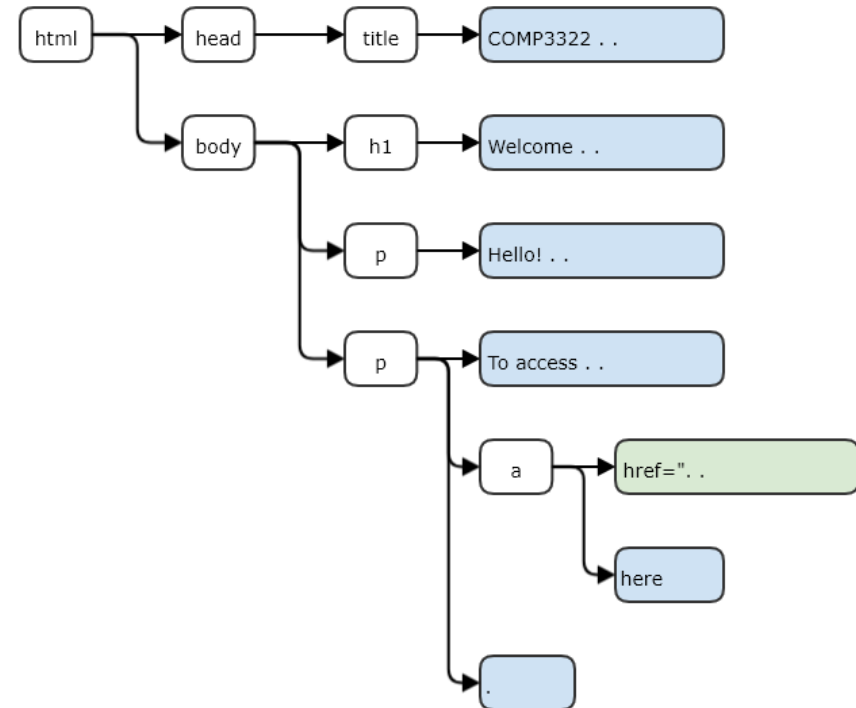 html
head
title
COMP3322 . .
body
h1
Welcome . .
p
Hello! . .
p
To access . .
a
href=". .
here
.